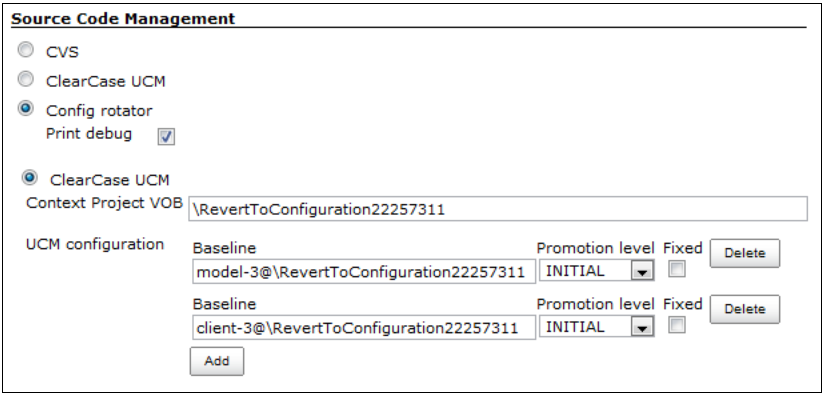 Source Code Management
CVS
ClearCase UCM
Config rotator
Print debug
ClearCase UCM
Context Project VOB \RevertToConfiguration22257311
UCM configuration Baseline Promotion level Fixed Delete
model-3@\RevertToConfiguration22257311 INITIAL
Baseline Promotion level Fixed Delete
client-3@\RevertToConfiguration22257311 INITIAL
Add